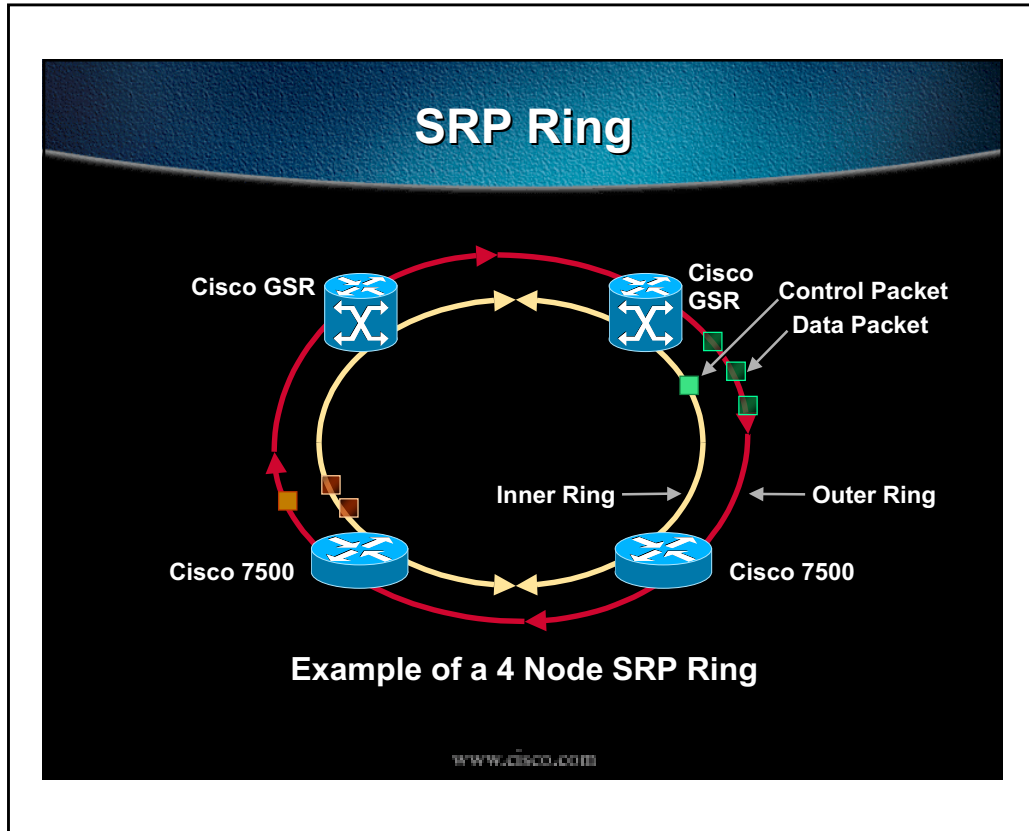 SRP Ring
Cisco GSR
Cisco
GSR
Control Packet
Data Packet
Inner Ring
Outer Ring
Cisco 7500
Cisco 7500
Example of a 4 Node SRP Ring
www.cisco.com